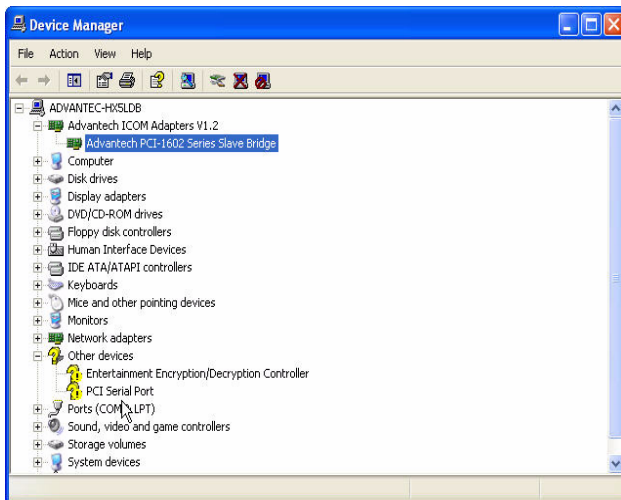 Device Manager
File Action View Help
ADVANTEC-HX5LDB
Advantech ICOM Adapters V1.2
Advantech PCI-1602 Series Slave Bridge
Computer
Disk drives
Display adapters
DVD/CD-ROM drives
Floppy disk controllers
Human Interface Devices
IDE ATA/ATAPI controllers
Keyboards
Mice and other pointing devices
Monitors
Network adapters
Other devices
Entertainment Encryption/Decryption Controller
PCI Serial Port
Ports (COM & LPT)
Sound, video and game controllers
Storage volumes
System devices